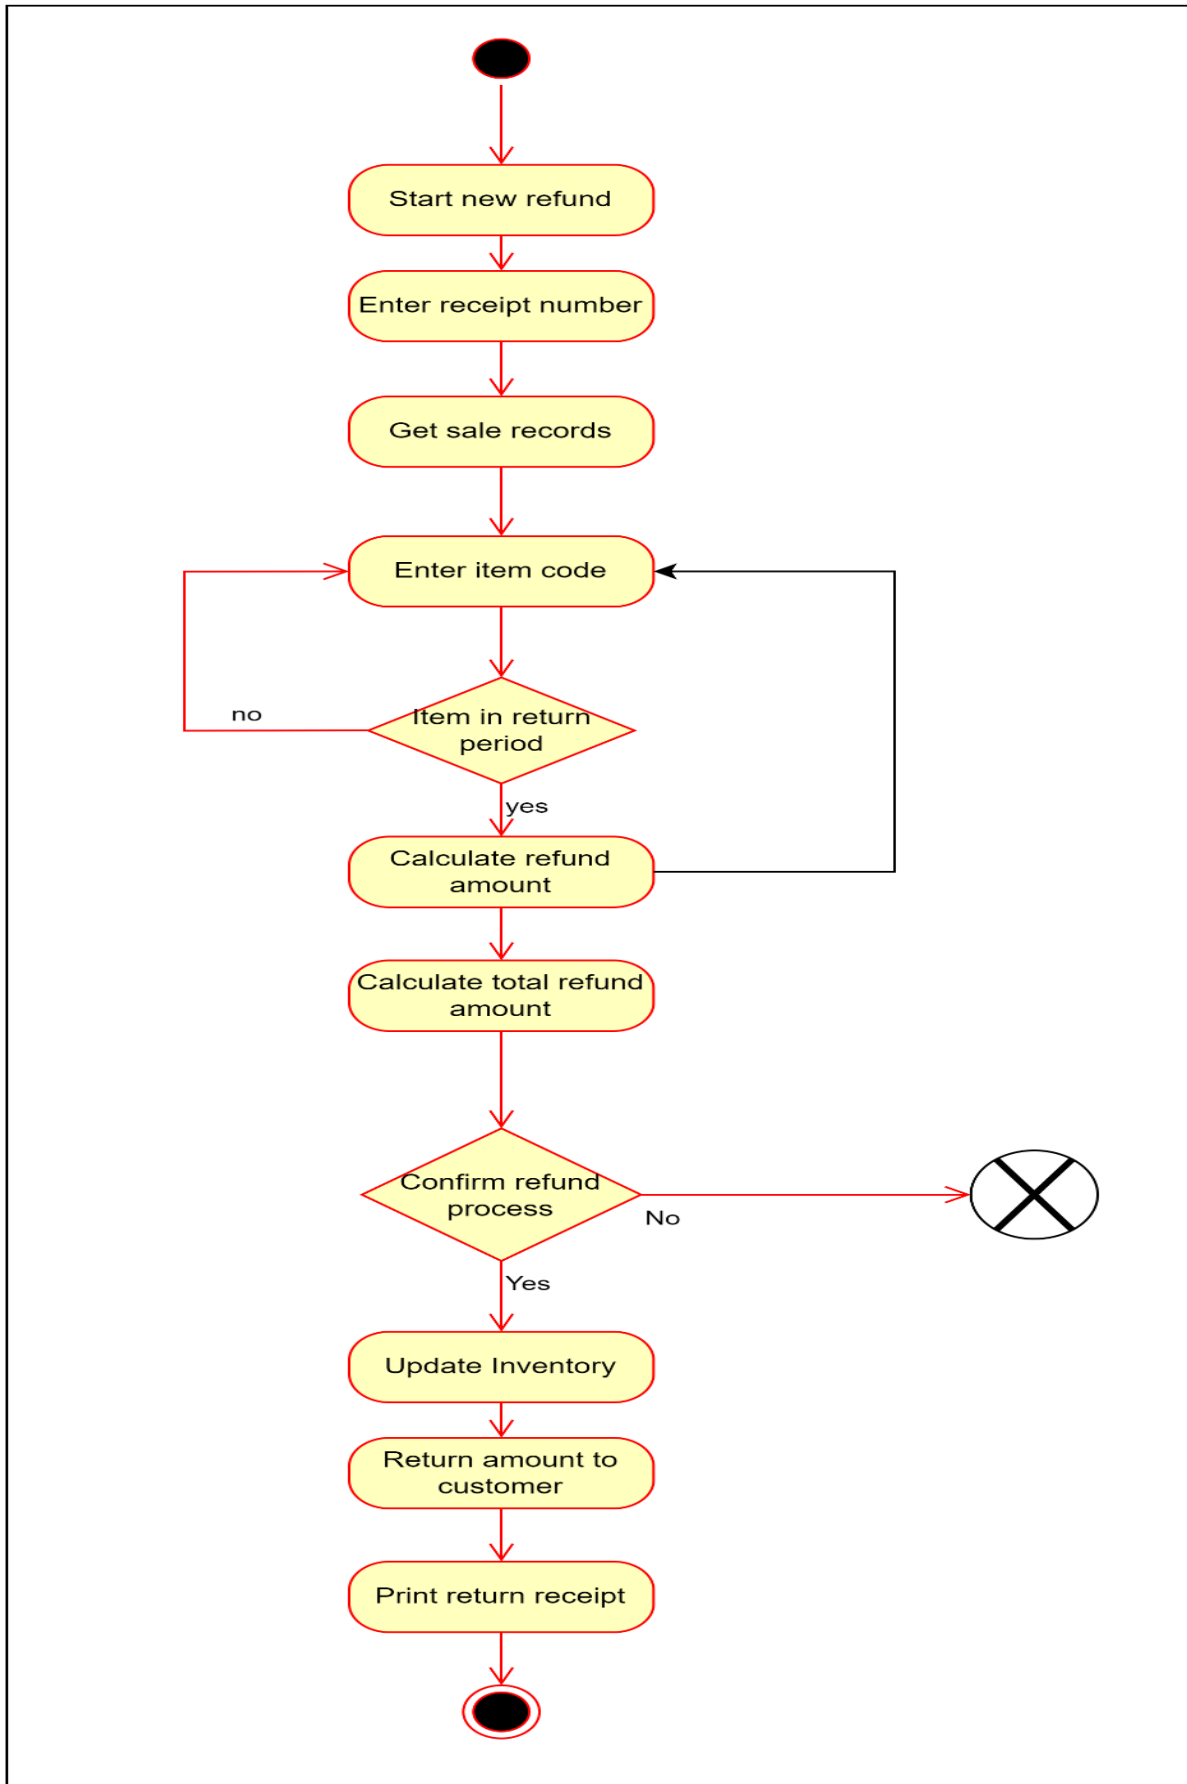 Start new refund
Enter receipt number
Get sale records
Enter item code
Item in return
period
no
yes
Calculate refund
amount
Calculate total refund
amount
Confirm refund
process
No
Yes
Update Inventory
Return amount to
customer
Print return receipt